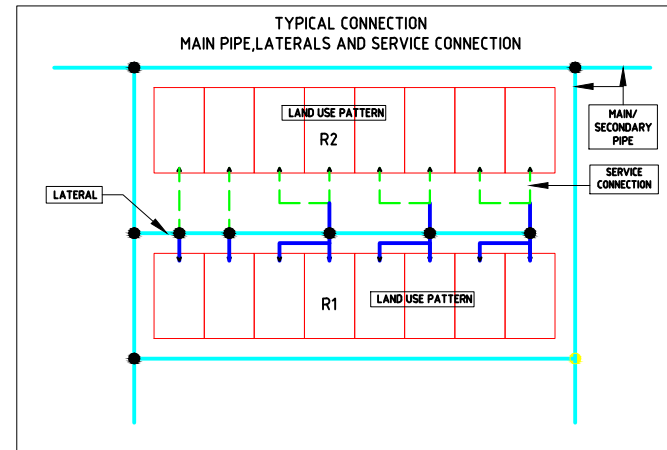 TYPICAL CONNECTION
MAIN PIPE,LATERALS AND SERVICE CONNECTION
LAND USE PATTERN
R2
MAIN/
SECONDARY
PIPE
SERVICE
CONNECTION
LATERAL
R1
LAND USE PATTERN